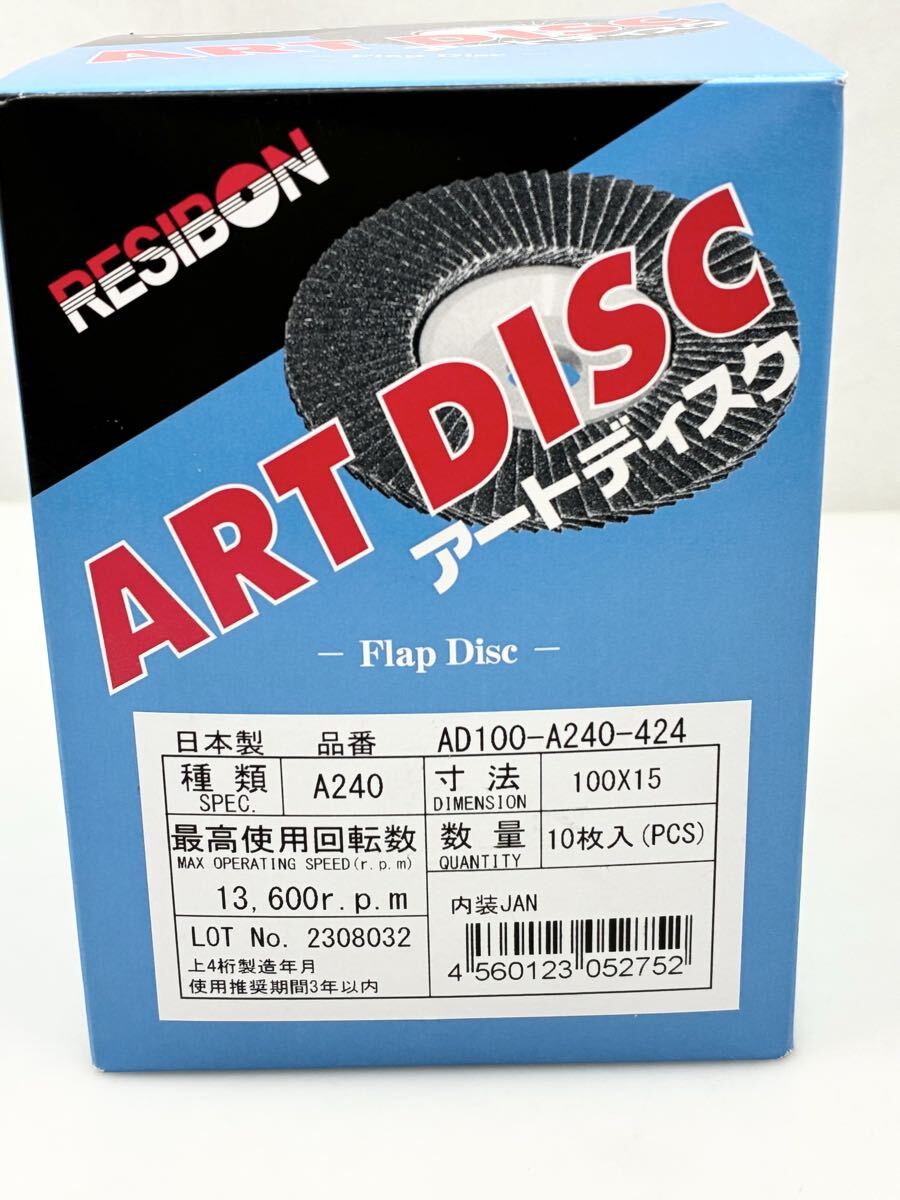 ART DISC
- Flap Disc -
RESIBON
ART DISC
アートディスク
- Flap Disc -
日本製 品番 AD100-A240-424
種類 A240 寸法 100X15
SPEC. DIMENSION
最高使用回転数 数量 10枚入(PCS)
MAX OPERATING SPEED(r.p.m) QUANTITY
13,600r.p.m 内装JAN
LOT No. 2308032
上4桁製造年月
使用推奨期間3年以内
4 560123 052752